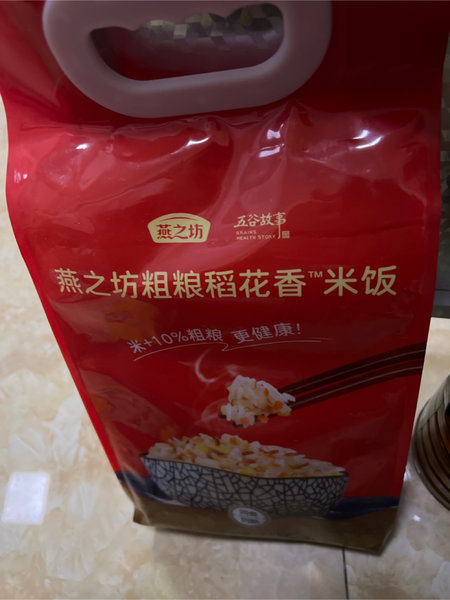 燕之坊
五谷故事
GRAINS
HEALTH STORY
燕之坊粗粮稻花香™米饭
米+10%粗粮 更健康!